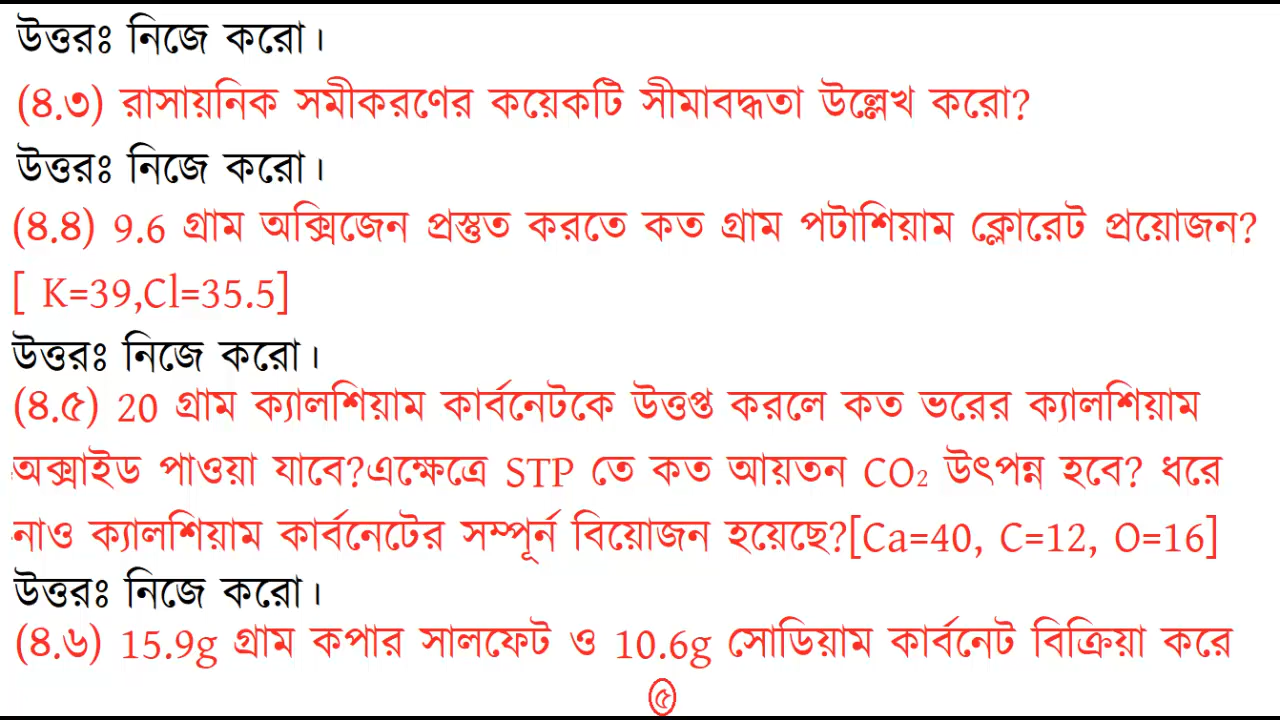 উত্তরঃ নিজে করো।
(৪.৩) রাসায়নিক সমীকরণের কয়েকটি সীমাবদ্ধতা উল্লেখ করো?
উত্তরঃ নিজে করো।
(৪.৪) 9.6 গ্রাম অক্সিজেন প্রস্তুত করতে কত গ্রাম পটাশিয়াম ক্লোরেট প্রয়োজন?
[ K=39,Cl=35.5]
উত্তরঃ নিজে করো।
(৪.৫) 20 গ্রাম ক্যালশিয়াম কার্বনেটকে উত্তপ্ত করলে কত ভরের ক্যালশিয়াম
অক্সাইড পাওয়া যাবে?এক্ষেত্রে STP তে কত আয়তন CO₂ উৎপন্ন হবে? ধরে
নাও ক্যালশিয়াম কার্বনেটের সম্পূর্ন বিয়োজন হয়েছে?[Ca=40, C=12, O=16]
উত্তরঃ নিজে করো।
(৪.৬) 15.9g গ্রাম কপার সালফেট ও 10.6g সোডিয়াম কার্বনেট বিক্রিয়া করে
৫